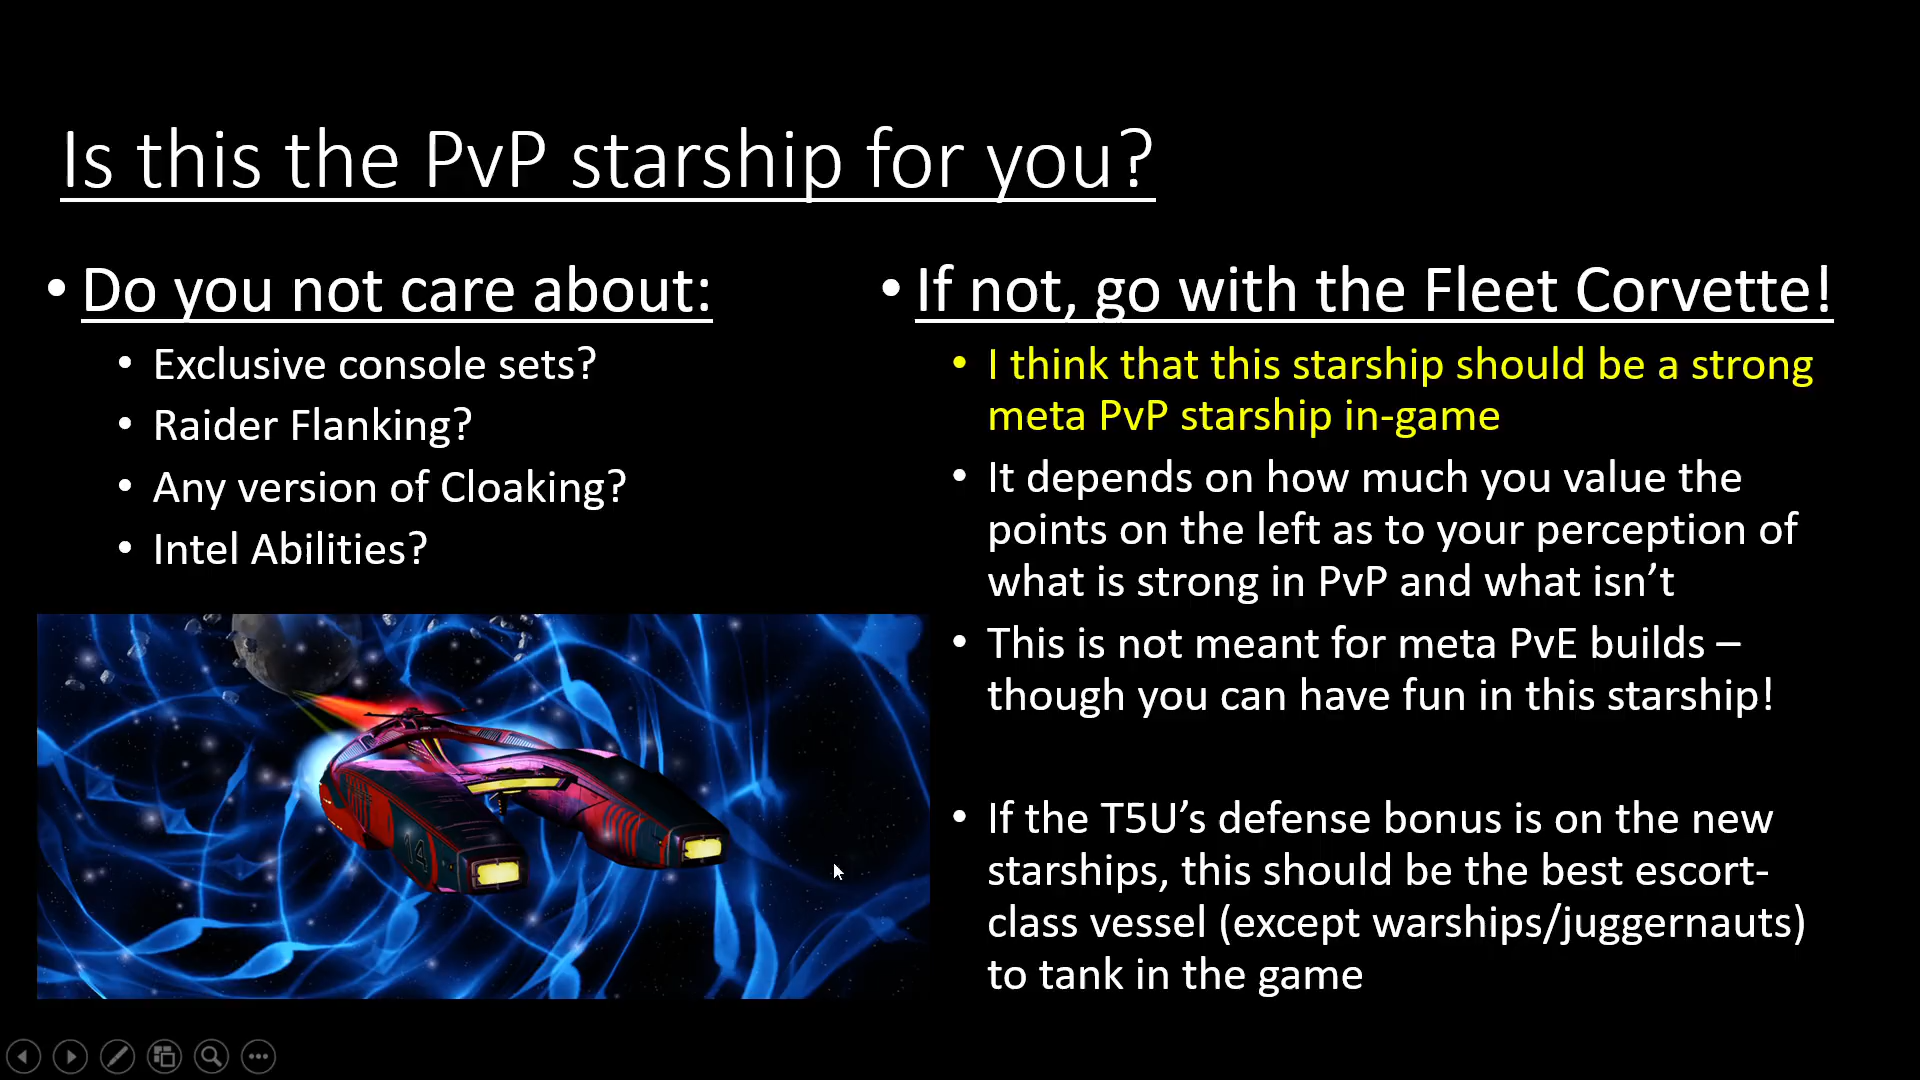 Is this the PvP starship for you?
• Do you not care about:
• Exclusive console sets?
• Raider Flanking?
• Any version of Cloaking?
• Intel Abilities?
• If not, go with the Fleet Corvette!
• I think that this starship should be a strong
meta PvP starship in-game
• It depends on how much you value the
points on the left as to your perception of
what is strong in PvP and what isn’t
• This is not meant for meta PvE builds –
though you can have fun in this starship!
• If the T5U’s defense bonus is on the new
starships, this should be the best escort-
class vessel (except warships/juggernauts)
to tank in the game
14